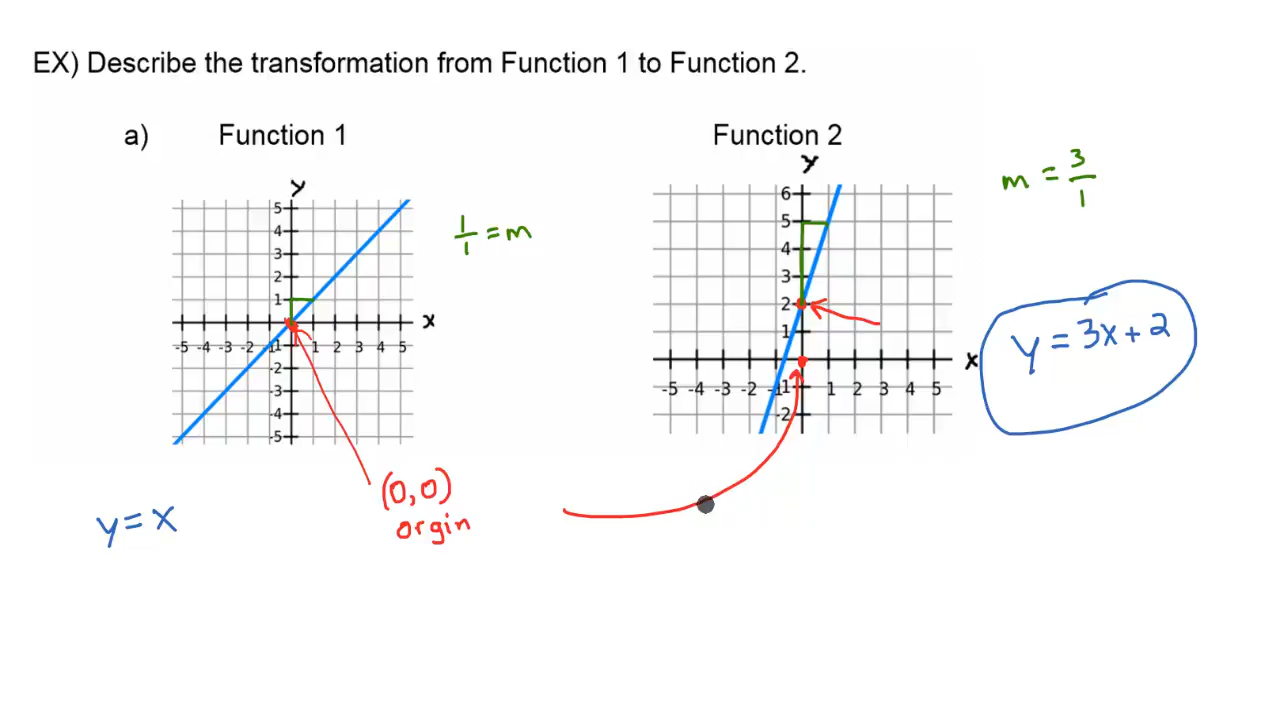 EX) Describe the transformation from Function 1 to Function 2.
a) Function 1
Function 2
y
5
4
3
2
1
-5 -4 -3 -2 -1 1 2 3 4 5
x
-2
-3
-4
-5
1/1 = m
y
6
5
4
3
2
1
x
-5 -4 -3 -2 -1 1 2 3 4 5
-2
m = 3/1
y = 3x + 2
(0,0)
orgin
y = x